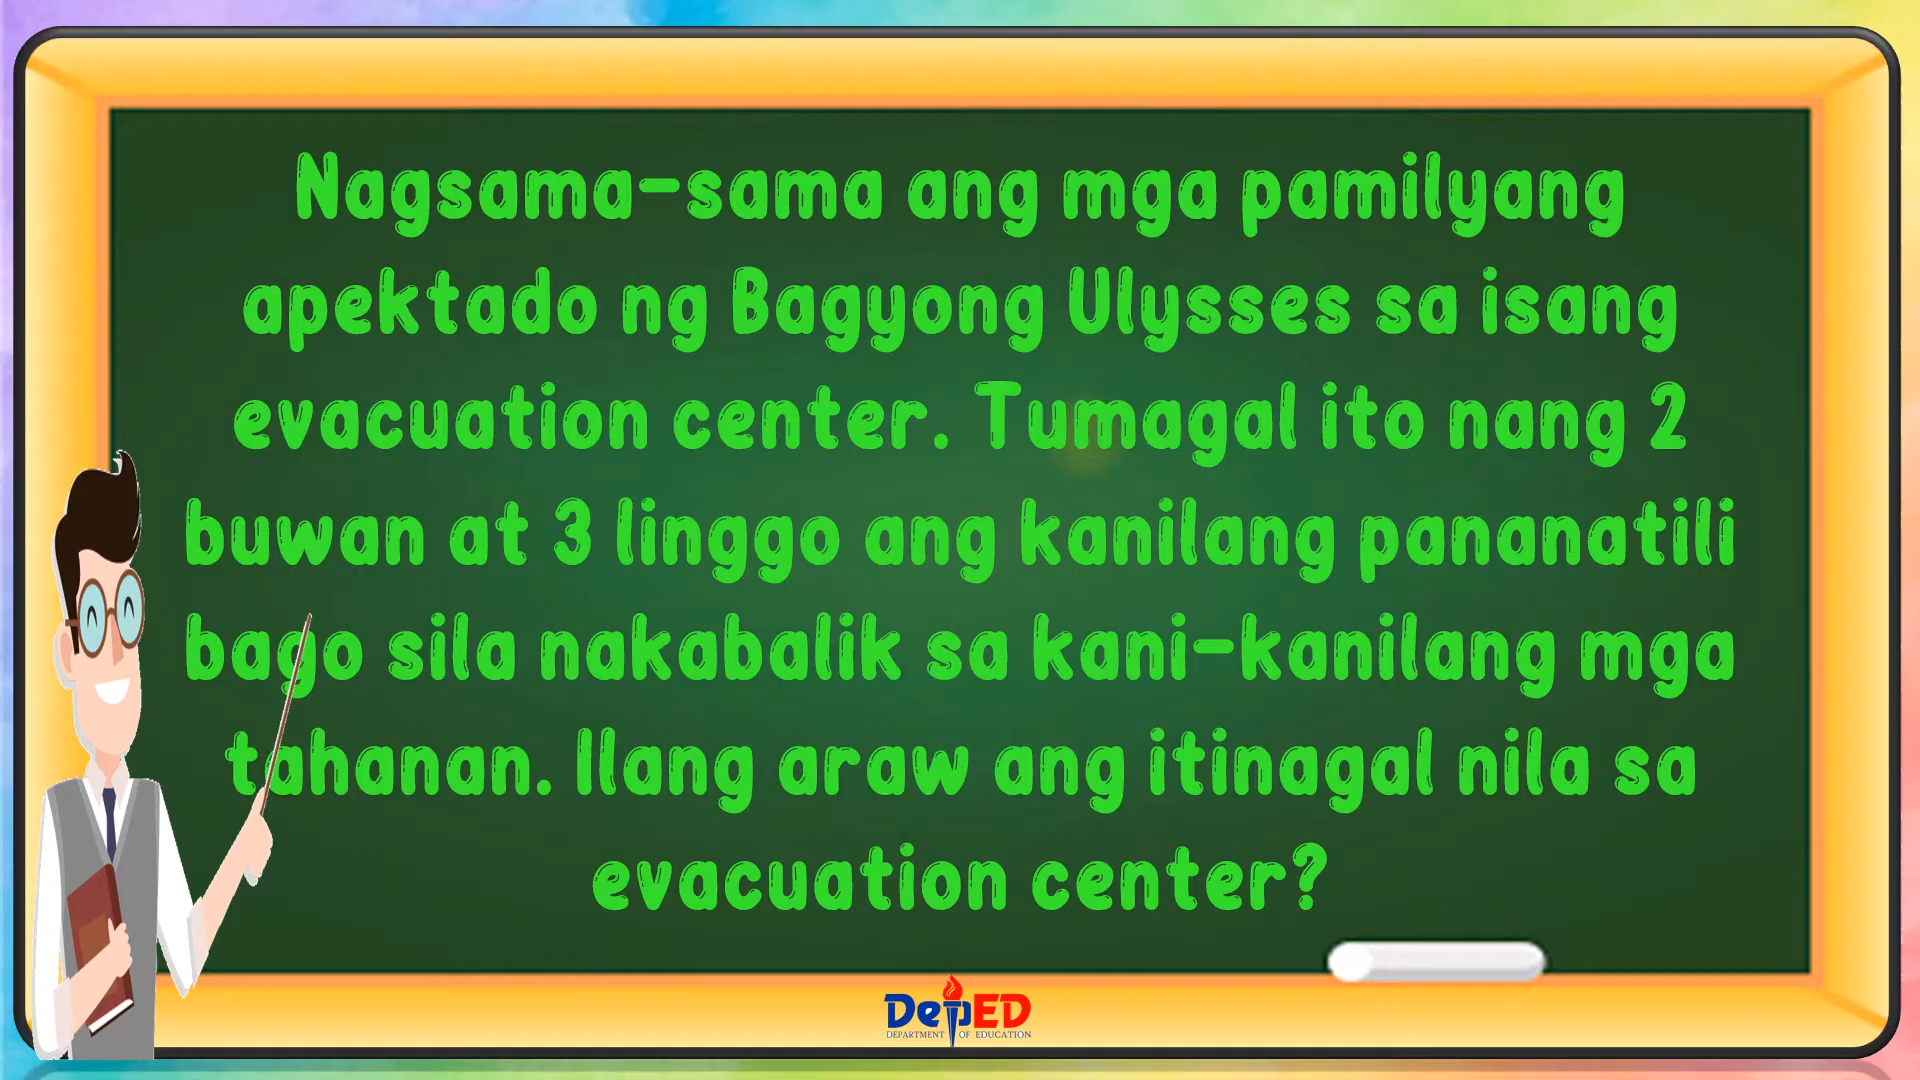 Nagsama-sama ang mga pamilyang
apektado ng Bagyong Ulysses sa isang
evacuation center. Tumagal ito nang 2
buwan at 3 linggo ang kanilang pananatili
bago sila nakabalik sa kani-kanilang mga
tahanan. Ilang araw ang itinagal nila sa
evacuation center?
DepED
DEPARTMENT OF EDUCATION